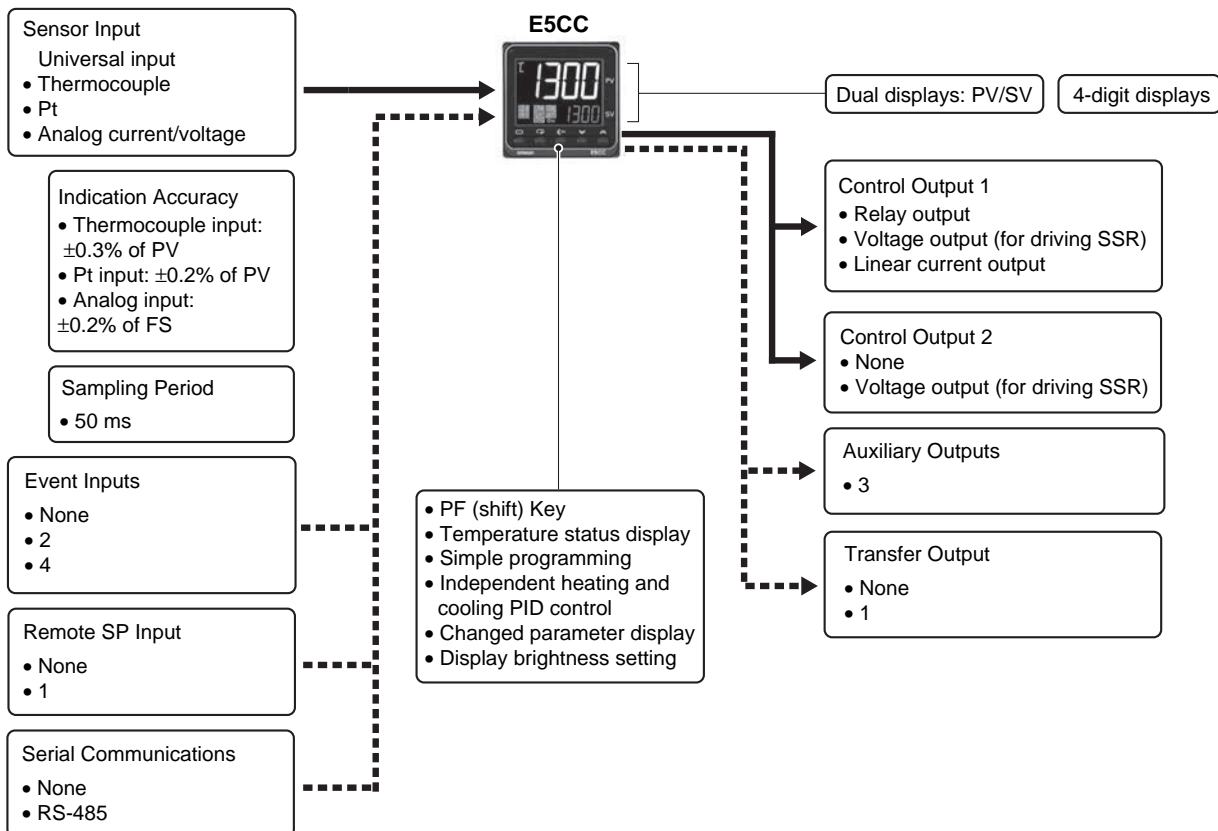 Sensor Input
Universal input
• Thermocouple
• Pt
• Analog current/voltage
Indication Accuracy
• Thermocouple input:
±0.3% of PV
• Pt input: ±0.2% of PV
• Analog input:
±0.2% of FS
Sampling Period
• 50 ms
Event Inputs
• None
• 2
• 4
Remote SP Input
• None
• 1
Serial Communications
• None
• RS-485
E5CC
1300
PV
1300
SV
OMRON
E5CC
• PF (shift) Key
• Temperature status display
• Simple programming
• Independent heating and
cooling PID control
• Changed parameter display
• Display brightness setting
Dual displays: PV/SV
4-digit displays
Control Output 1
• Relay output
• Voltage output (for driving SSR)
• Linear current output
Control Output 2
• None
• Voltage output (for driving SSR)
Auxiliary Outputs
• 3
Transfer Output
• None
• 1